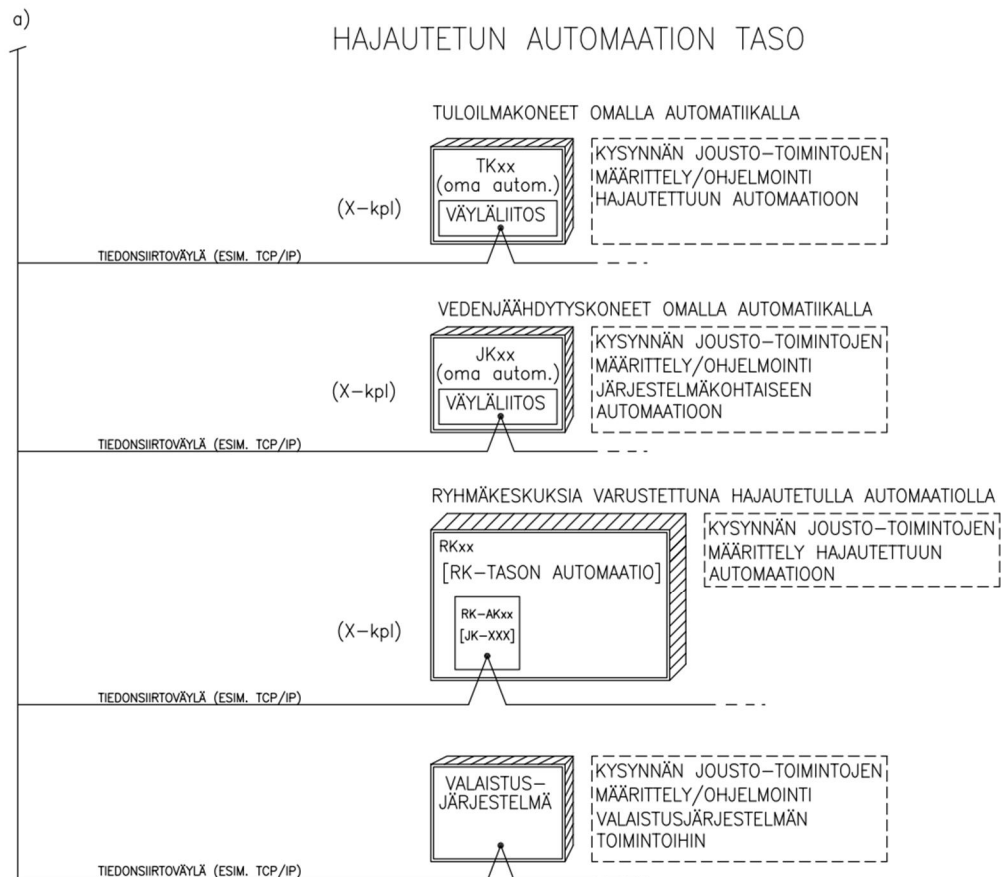 a)
HAJAUTETUN AUTOMAATION TASO
TULOILMAKONEET OMALLA AUTOMATIIKALLA
TKxx
(oma autom.)
VÄYLÄLIITOS
(X-kpl)
KYSYNNÄN JOUSTO-TOIMINTOJEN
MÄÄRITTELY/OHJELMOINTI
HAJAUTETTUUN AUTOMAATIOON
TIEDONSIIRTOVÄYLÄ (ESIM. TCP/IP)
VEDENJÄÄHDYTYSKONEET OMALLA AUTOMATIIKALLA
JKxx
(oma autom.)
VÄYLÄLIITOS
(X-kpl)
KYSYNNÄN JOUSTO-TOIMINTOJEN
MÄÄRITTELY/OHJELMOINTI
JÄRJESTELMÄKOHTAISEEN
AUTOMAATIOON
TIEDONSIIRTOVÄYLÄ (ESIM. TCP/IP)
RYHMÄKESKUKSIA VARUSTETTUNA HAJAUTETULLA AUTOMAATIOLLA
RKxx
[RK-TASON AUTOMAATIO]
RK-AKxx
[JK-XXX]
(X-kpl)
KYSYNNÄN JOUSTO-TOIMINTOJEN
MÄÄRITTELY HAJAUTETTUUN
AUTOMAATIOON
TIEDONSIIRTOVÄYLÄ (ESIM. TCP/IP)
VALAISTUS-
JÄRJESTELMÄ
KYSYNNÄN JOUSTO-TOIMINTOJEN
MÄÄRITTELY/OHJELMOINTI
VALAISTUSJÄRJESTELMÄN
TOIMINTOIHIN
TIEDONSIIRTOVÄYLÄ (ESIM. TCP/IP)